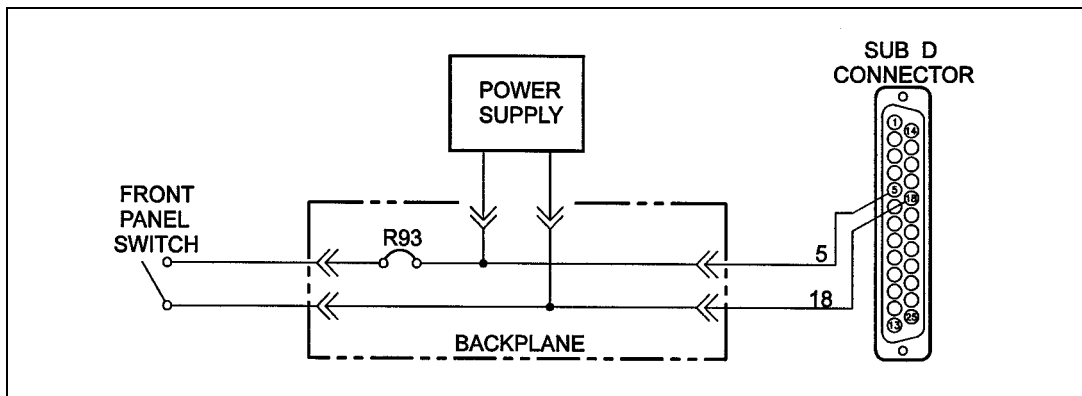 SUB D
CONNECTOR
POWER
SUPPLY
1
14
5
18
FRONT
PANEL
SWITCH
R93
5
18
13
25
BACKPLANE